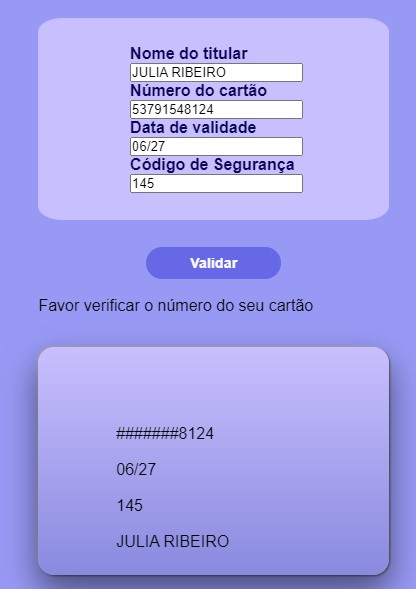 Nome do titular
JULIA RIBEIRO
Número do cartão
53791548124
Data de validade
06/27
Código de Segurança
145
Validar
Favor verificar o número do seu cartão
#######8124
06/27
145
JULIA RIBEIRO